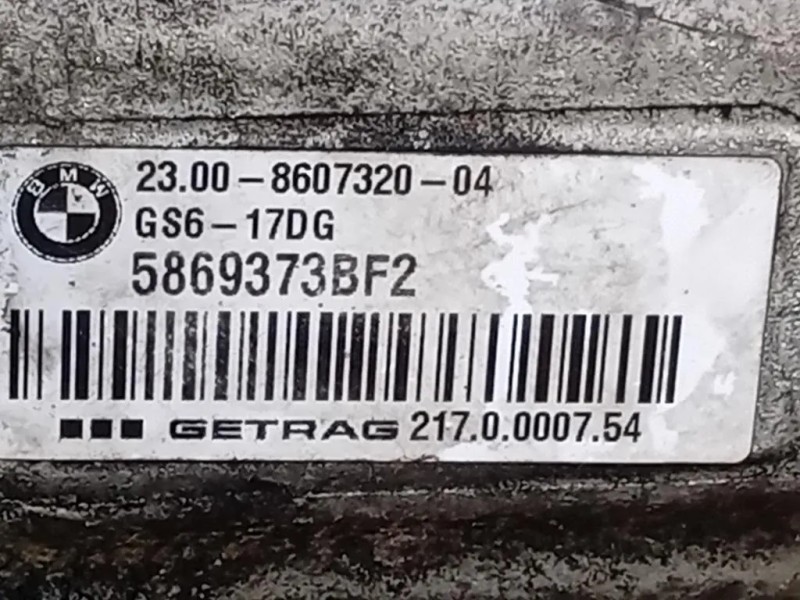 BMW
23.00-8607320-04
GS6-17DG
5869373BF2
GETRAG 217.0.0007.54